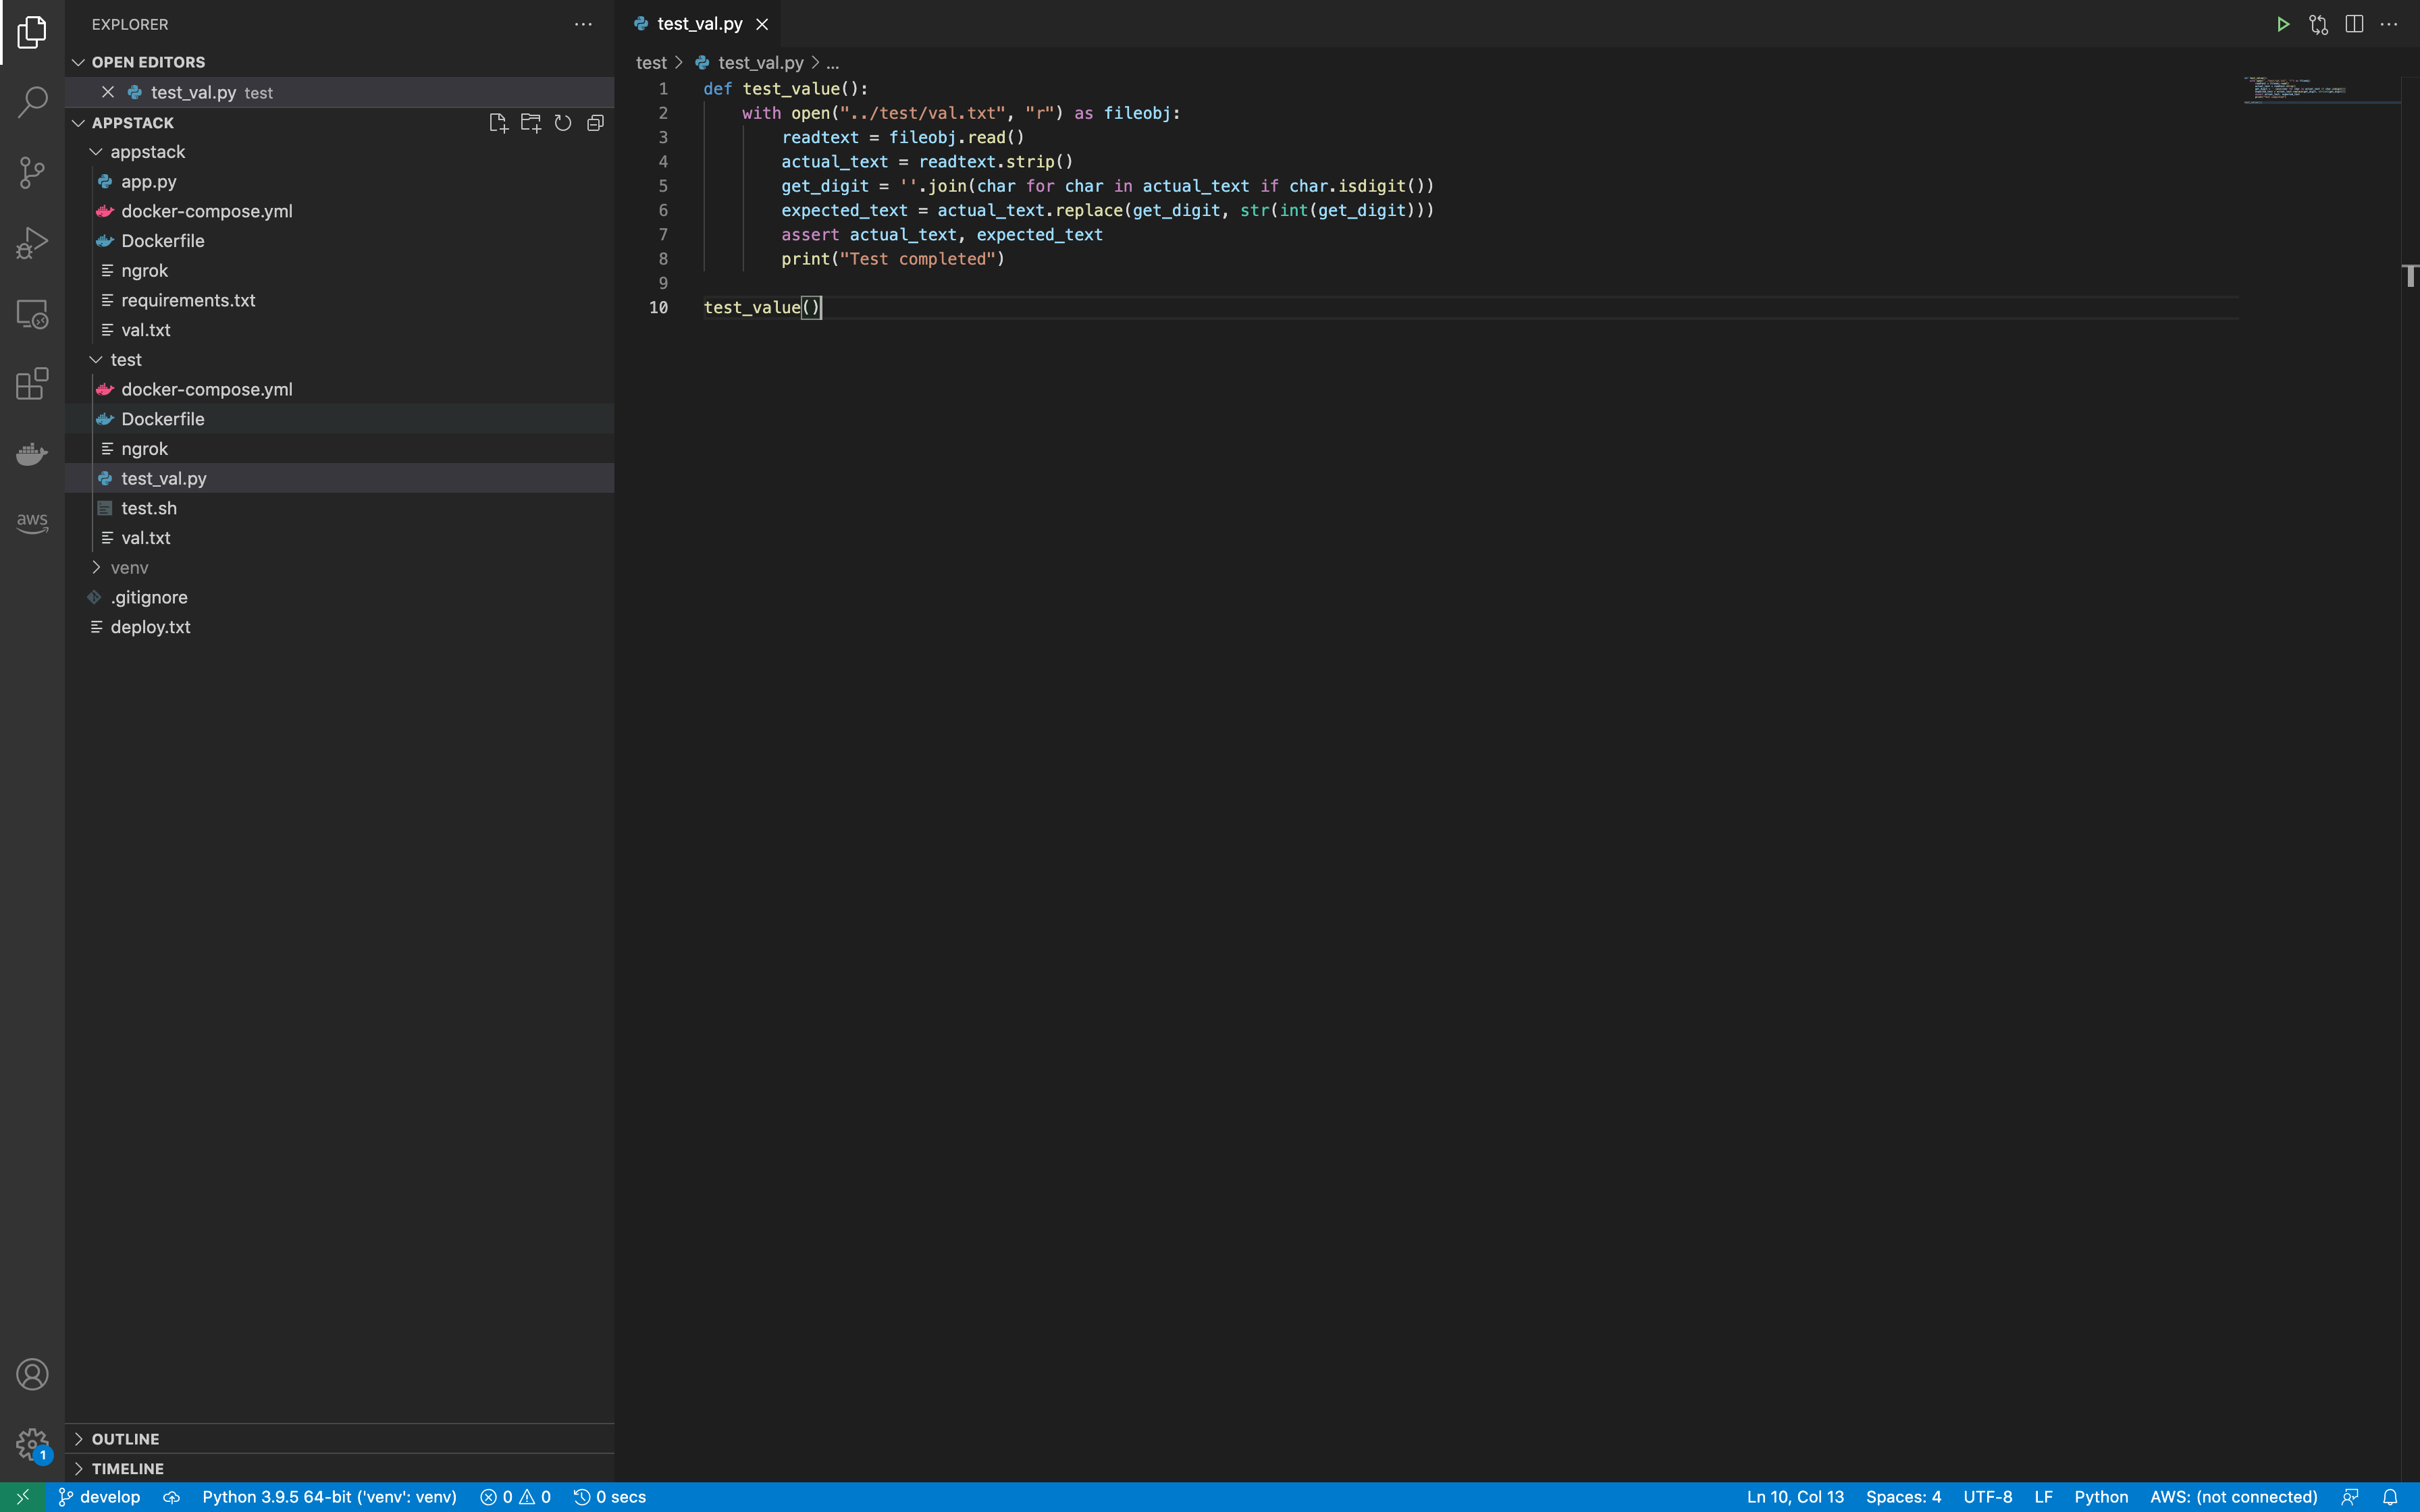 EXPLORER
OPEN EDITORS
test_val.py test
APPSTACK
appstack
app.py
docker-compose.yml
Dockerfile
ngrok
requirements.txt
val.txt
test
docker-compose.yml
Dockerfile
ngrok
test_val.py
test.sh
val.txt
venv
.gitignore
deploy.txt
OUTLINE
TIMELINE
aws
1
test_val.py
test > test_val.py > ...
1 def test_value():
2     with open("../test/val.txt", "r") as fileobj:
3         readtext = fileobj.read()
4         actual_text = readtext.strip()
5         get_digit = ''.join(char for char in actual_text if char.isdigit())
6         expected_text = actual_text.replace(get_digit, str(int(get_digit)))
7         assert actual_text, expected_text
8         print("Test completed")
9
10 test_value()
develop Python 3.9.5 64-bit ('venv': venv) 0 0 0 secs Ln 10, Col 13 Spaces: 4 UTF-8 LF Python AWS: (not connected)